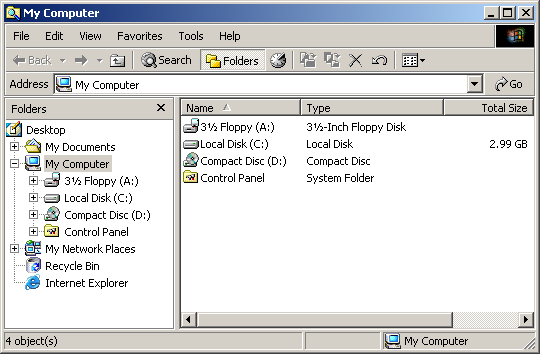 My Computer
File Edit View Favorites Tools Help
Back Search Folders
Address My Computer Go
Folders
Desktop
My Documents
My Computer
3½ Floppy (A:)
Local Disk (C:)
Compact Disc (D:)
Control Panel
My Network Places
Recycle Bin
Internet Explorer
Name Type Total Size
3½ Floppy (A:) 3½-Inch Floppy Disk
Local Disk (C:) Local Disk 2.99 GB
Compact Disc (D:) Compact Disc
Control Panel System Folder
4 object(s) My Computer